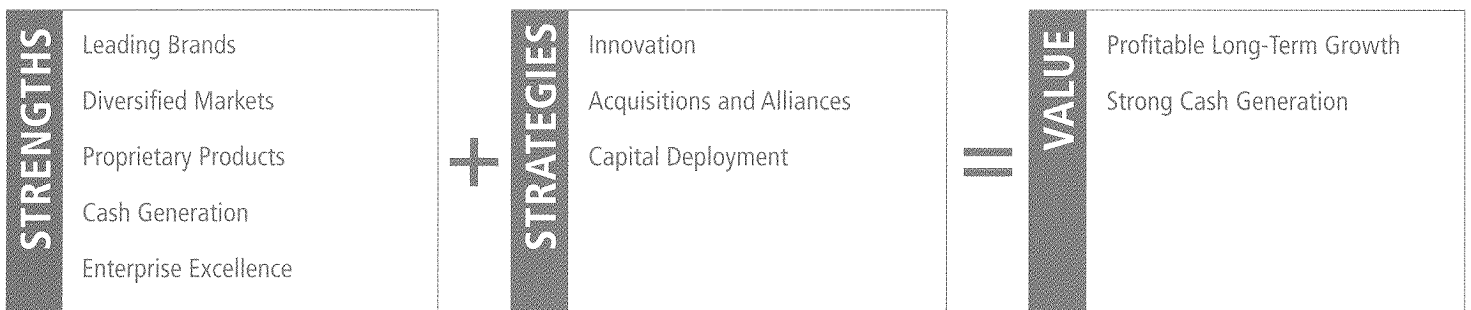 STRENGTHS
Leading Brands
Diversified Markets
Proprietary Products
Cash Generation
Enterprise Excellence
+
STRATEGIES
Innovation
Acquisitions and Alliances
Capital Deployment
=
VALUE
Profitable Long-Term Growth
Strong Cash Generation